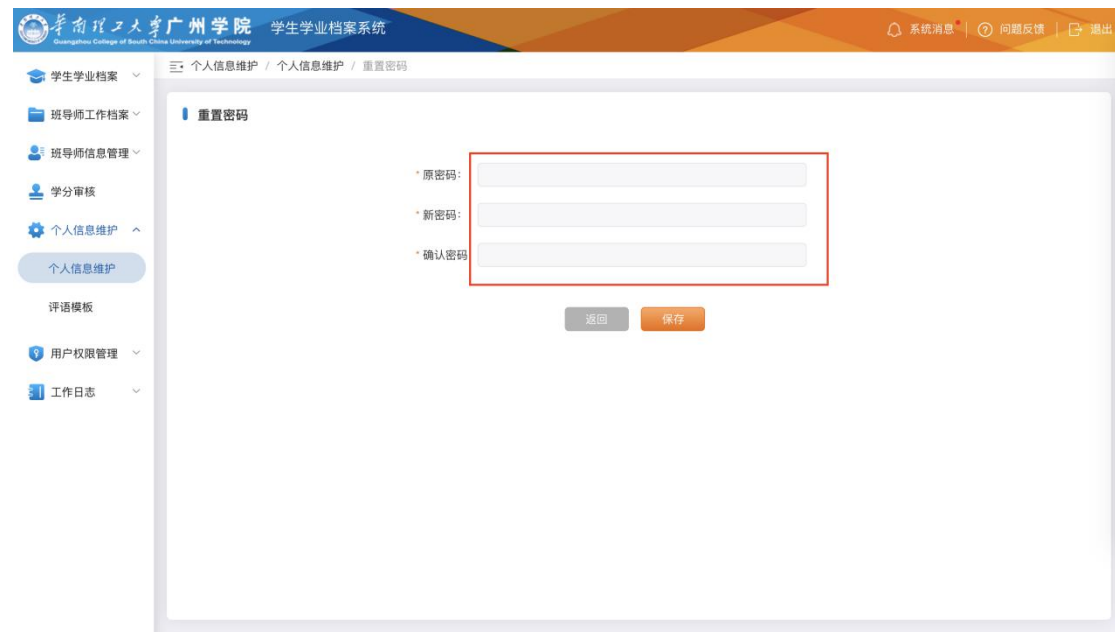 华南理工大学广州学院 学生学业档案系统 系统消息 问题反馈 退出
Guangzhou College of South China University of Technology
学生学业档案
班导师工作档案
班导师信息管理
学分审核
个人信息维护
个人信息维护
评语模板
用户权限管理
工作日志
个人信息维护 / 个人信息维护 / 重置密码
重置密码
*原密码:
*新密码:
*确认密码
返回 保存